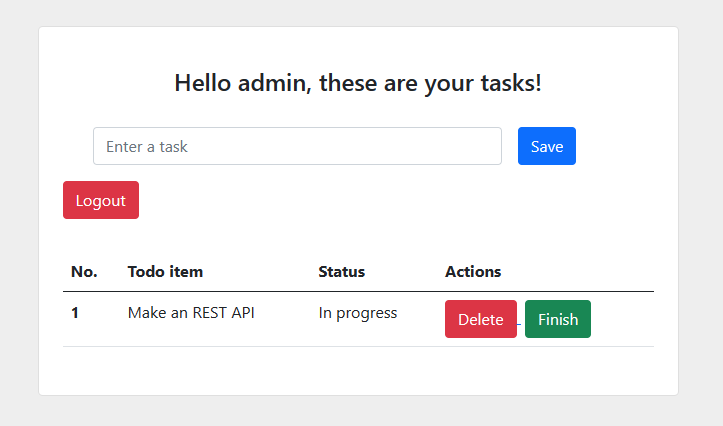 Hello admin, these are your tasks!
Enter a task Save
Logout
No. Todo item Status Actions
1 Make an REST API In progress Delete Finish